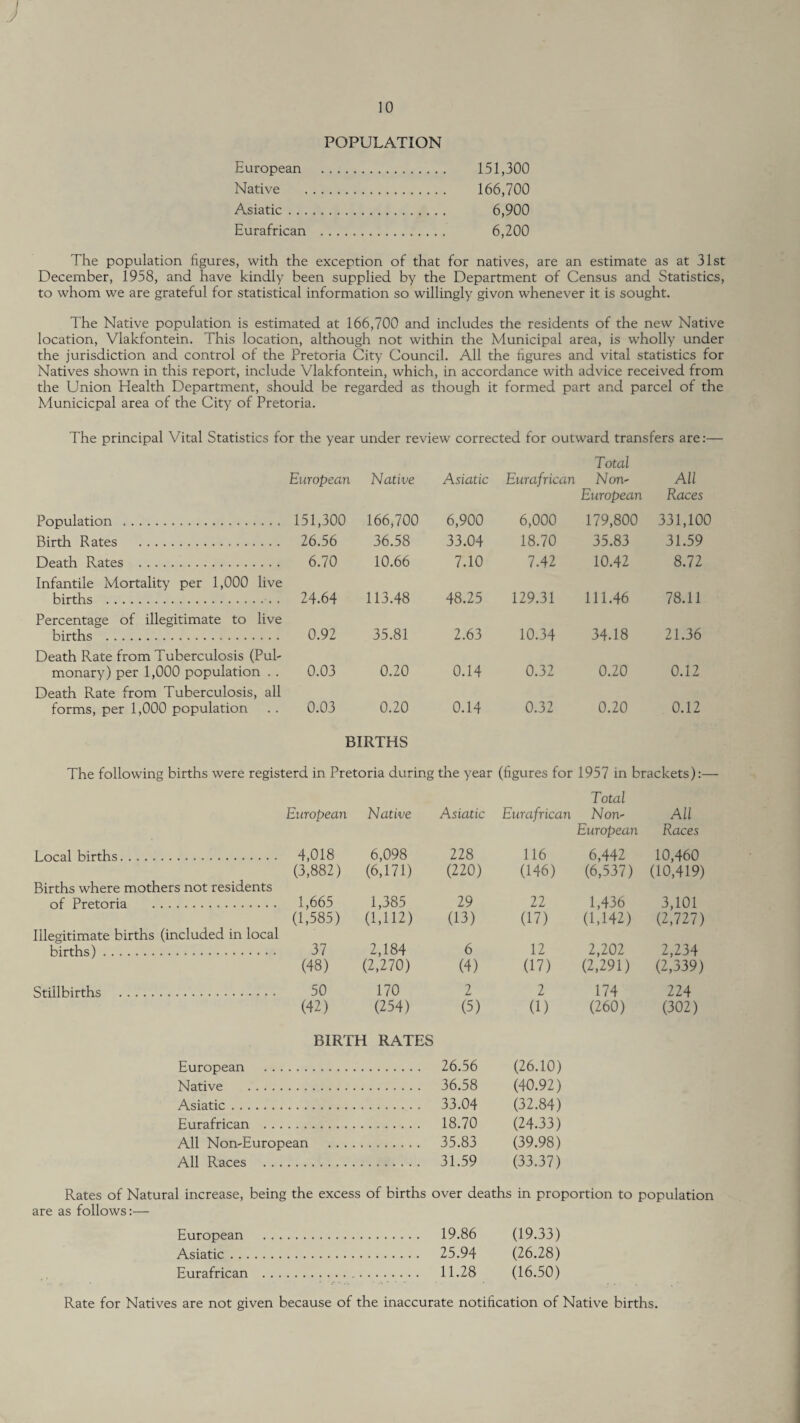 10
POPULATION
European ................ 151,300
Native .................. 166,700
Asiatic .................... 6,900
Eurafrican ................ 6,200
The population figures, with the exception of that for natives, are an estimate as at 31st
December, 1958, and have kindly been supplied by the Department of Census and Statistics,
to whom we are grateful for statistical information so willingly givon whenever it is sought.
The Native population is estimated at 166,700 and includes the residents of the new Native
location, Vlakfontein. This location, although not within the Municipal area, is wholly under
the jurisdiction and control of the Pretoria City Council. All the figures and vital statistics for
Natives shown in this report, include Vlakfontein, which, in accordance with advice received from
the Union Health Department, should be regarded as though it formed part and parcel of the
Municicpal area of the City of Pretoria.
The principal Vital Statistics for the year under review corrected for outward transfers are:—
Total
European Native Asiatic Eurafrican Non- All
European Races
Population .................... 151,300 166,700 6,900 6,000 179,800 331,100
Birth Rates .................. 26.56 36.58 33.04 18.70 35.83 31.59
Death Rates .................. 6.70 10.66 7.10 7.42 10.42 8.72
Infantile Mortality per 1,000 live
births ...................... 24.64 113.48 48.25 129.31 111.46 78.11
Percentage of illegitimate to live
births ...................... 0.92 35.81 2.63 10.34 34.18 21.36
Death Rate from Tuberculosis (Pul-
monary) per 1,000 population .. 0.03 0.20 0.14 0.32 0.20 0.12
Death Rate from Tuberculosis, all
forms, per 1,000 population .. 0.03 0.20 0.14 0.32 0.20 0.12
BIRTHS
The following births were registerd in Pretoria during the year (figures for 1957 in brackets):—
Total
European Native Asiatic Eurafrican Non- All
European Races
Local births .................... 4,018 6,098 228 116 6,442 10,460
(3,882) (6,171) (220) (146) (6,537) (10,419)
Births where mothers not residents
of Pretoria ................ 1,665 1,385 29 22 1,436 3,101
(1,585) (1,112) (13) (17) (1,142) (2,727)
Illegitimate births (included in local
births) ...................... 37 2,184 6 12 2,202 2,234
(48) (2,270) (4) (17) (2,291) (2,339)
Stillbirths .................... 50 170 2 2 174 224
(42) (254) (5) (1) (260) (302)
BIRTH RATES
European .................... 26.56 (26.10)
Native ...................... 36.58 (40.92)
Asiatic ........................ 33.04 (32.84)
Eurafrican .................... 18.70 (24.33)
All Non-European ............ 35.83 (39.98)
All Races .................... 31.59 (33.37)
Rates of Natural increase, being the excess of births over deaths in proportion to population
are as follows:—
European .................... 19.86 (19.33)
Asiatic ........................ 25.94 (26.28)
Eurafrican .................... 11.28 (16.50)
Rate for Natives are not given because of the inaccurate notification of Native births.